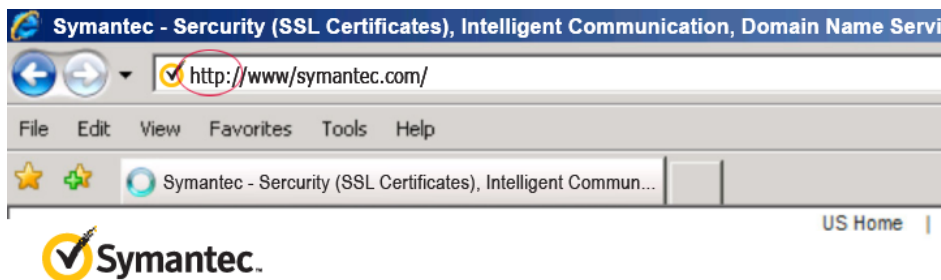 Symantec - Sercurity (SSL Certificates), Intelligent Communication, Domain Name Servi
http://www/symantec.com/
File Edit View Favorites Tools Help
Symantec - Sercurity (SSL Certificates), Intelligent Commun...
US Home |
Symantec.